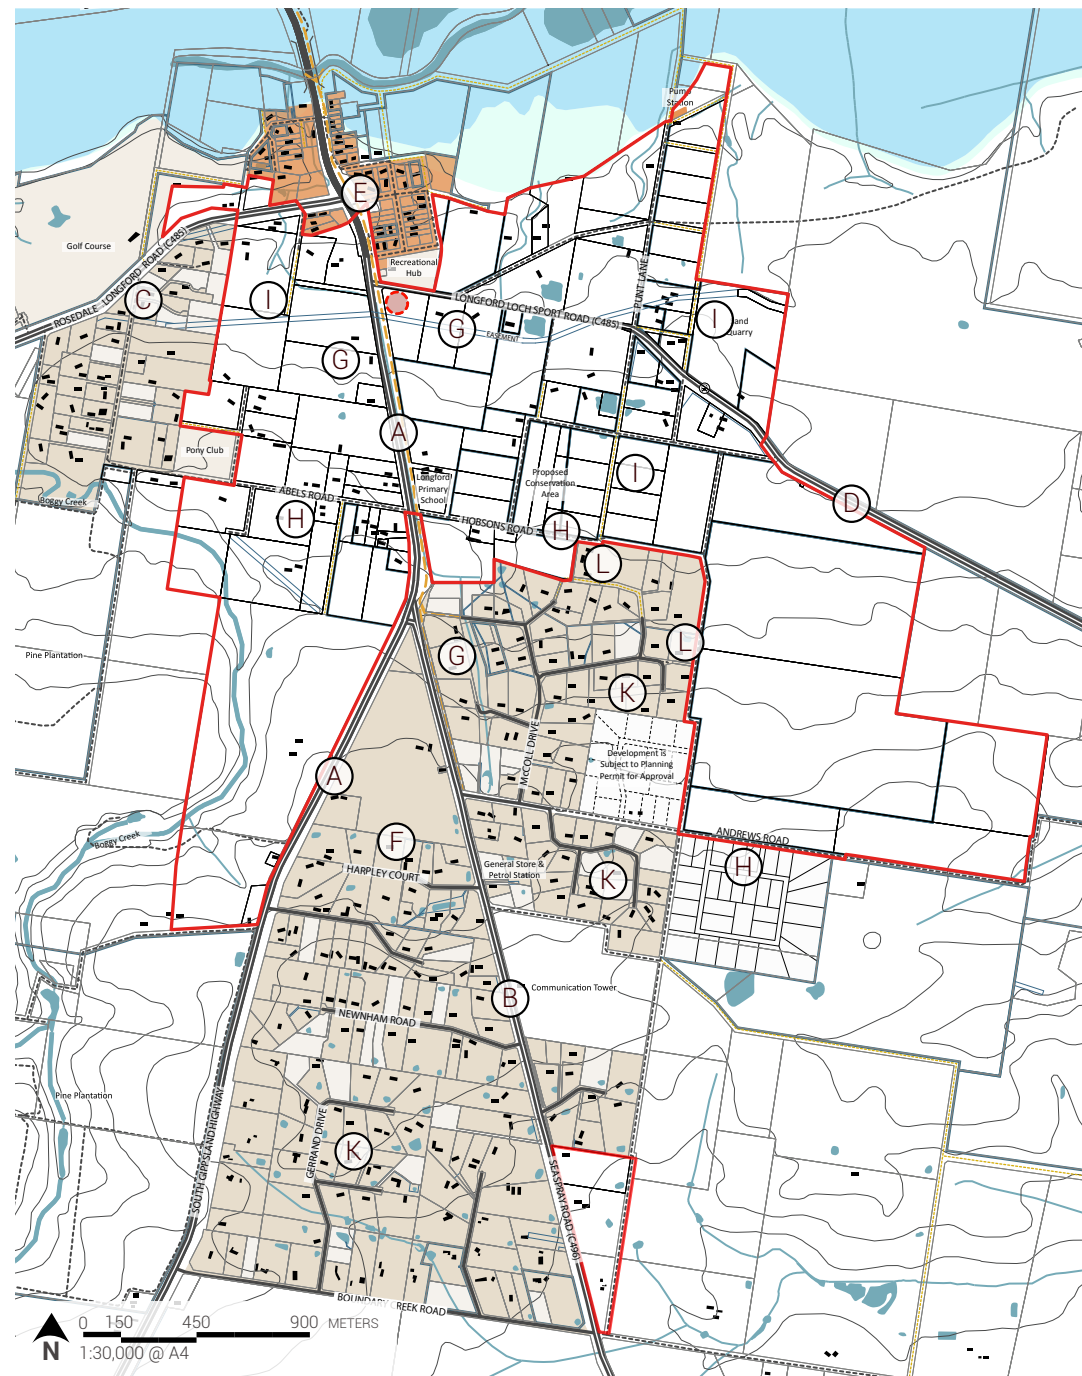 Pump
Station
E
Golf Course
ROSEDALE - LONGFORD ROAD (C485)
Recreational
Hub
C
I
LONGFORD LOCH SPORT ROAD (C485)
PUNT LANE
G
EASEMENT
I
and
quarry
G
A
Pony Club
Longford
Primary
School
Proposed
Conservation
Area
I
Boggy Creek
ABELS ROAD
H
HOBSONS ROAD
H
D
L
Pine Plantation
G
L
K
McCOLL DRIVE
Development is
Subject to Planning
Permit for Approval
A
Boggy Creek
F
HARPLEY COURT
General Store &
Petrol Station
K
ANDREWS ROAD
H
B
Communication Tower
NEWNHAM ROAD
Pine Plantation
SOUTH GIPPSLAND HIGHWAY
GERRAND DRIVE
K
SEASPRAY ROAD (C496)
BOUNDARY CREEK ROAD
N
0 150 450 900 METERS
1:30,000 @ A4